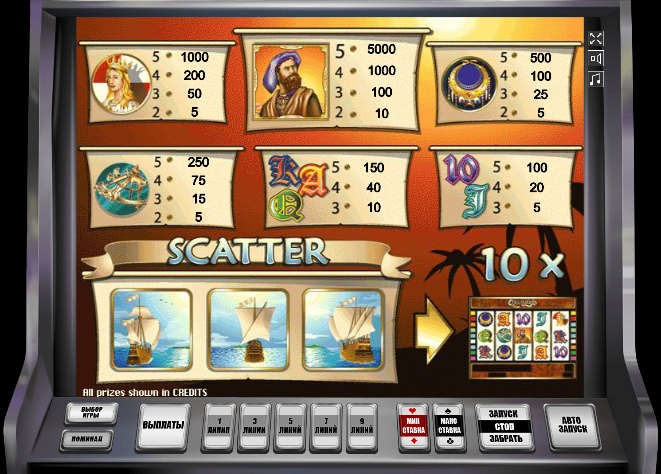 5 • 1000
4 • 200
3 • 50
2 • 5
5 • 5000
4 • 1000
3 • 100
2 • 10
5 • 500
4 • 100
3 • 25
2 • 5
5 • 250
4 • 75
3 • 15
2 • 5
K A
Q
5 • 150
4 • 40
3 • 10
10
J
5 • 100
4 • 20
3 • 5
SCATTER
10 x
All prizes shown in CREDITS
ВЫБОР
ИГРЫ
НОМИНАЛ
ВЫПЛАТЫ
1
ЛИНИЯ
3
ЛИНИИ
5
ЛИНИЙ
7
ЛИНИЙ
9
ЛИНИЙ
МИН
СТАВКА
МАКС
СТАВКА
ЗАПУСК
СТОП
ЗАБРАТЬ
АВТО
ЗАПУСК